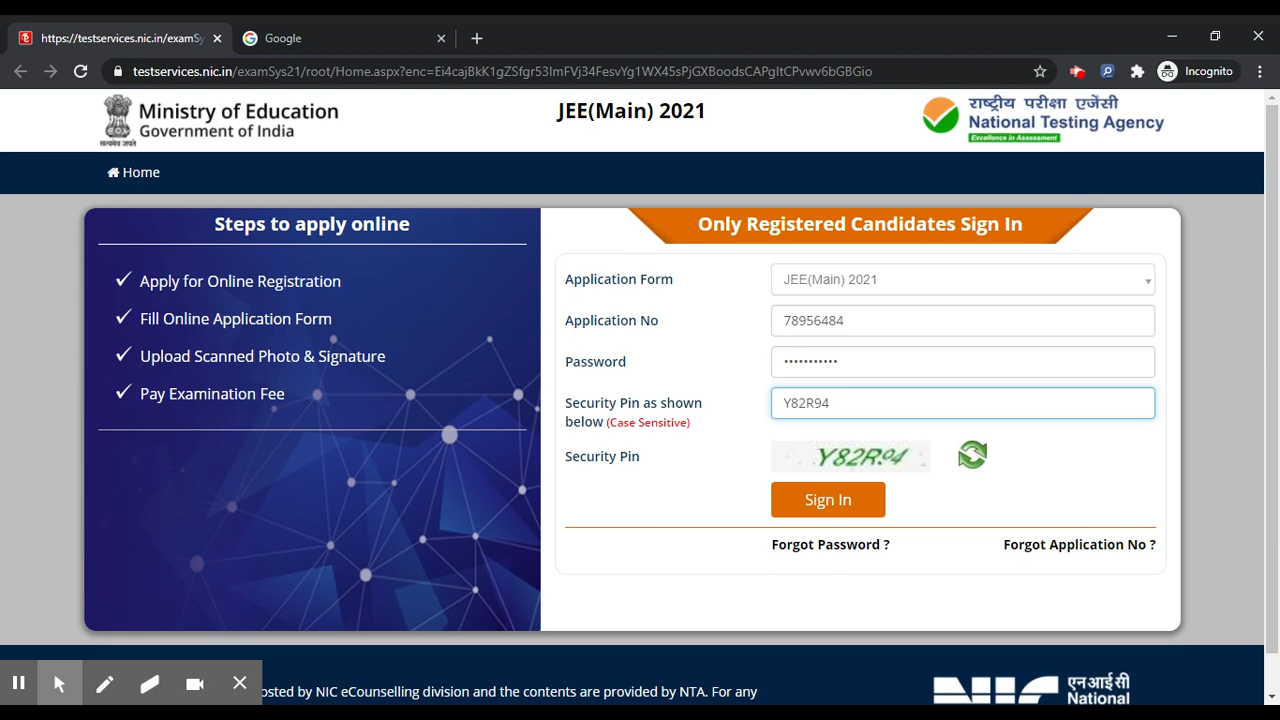 https://testservices.nic.in/examSy
Google
testservices.nic.in/examSys21/root/Home.aspx?enc=Ei4cajBkK1gZSfgr53ImFVj34FesvYg1WX45sPjGXBoodsCAPgItCPvwv6bGBGio
Incognito
सत्यमेव जयते
Ministry of Education
Government of India
JEE(Main) 2021
राष्ट्रीय परीक्षा एजेंसी
National Testing Agency
Excellence in Assessment
Home
Steps to apply online
Apply for Online Registration
Fill Online Application Form
Upload Scanned Photo & Signature
Pay Examination Fee
Only Registered Candidates Sign In
Application Form
JEE(Main) 2021
Application No
78956484
Password
Security Pin as shown
below (Case Sensitive)
Y82R94
Security Pin
Y82R94
Sign In
Forgot Password ?
Forgot Application No ?
osted by NIC eCounselling division and the contents are provided by NTA. For any
NIC
एनआईसी
National